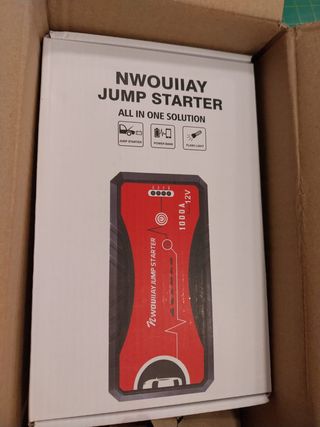 NWOUIIAY
JUMP STARTER
ALL IN ONE SOLUTION
JUMP STARTER
POWER BANK
FLASH LIGHT
1000A
12V
NWOUIIAY JUMP STARTER